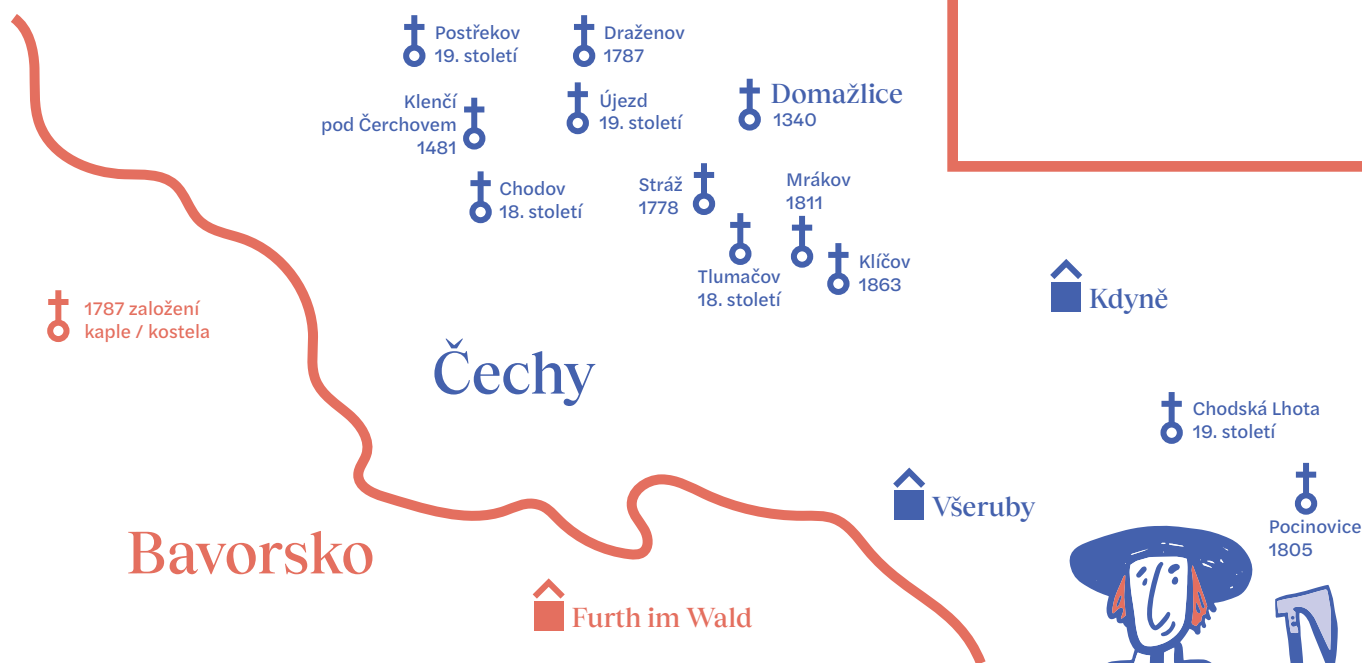 Postřekov
19. století
Draženov
1787
Klenčí
pod Čerchovem
1481
Újezd
19. století
Domažlice
1340
Chodov
18. století
Stráž
1778
Mrákov
1811
Tlumačov
18. století
Klíčov
1863
Kdyně
1787 založení
kaple / kostela
Čechy
Chodská Lhota
19. století
Všeruby
Pocinovice
1805
Bavorsko
Furth im Wald